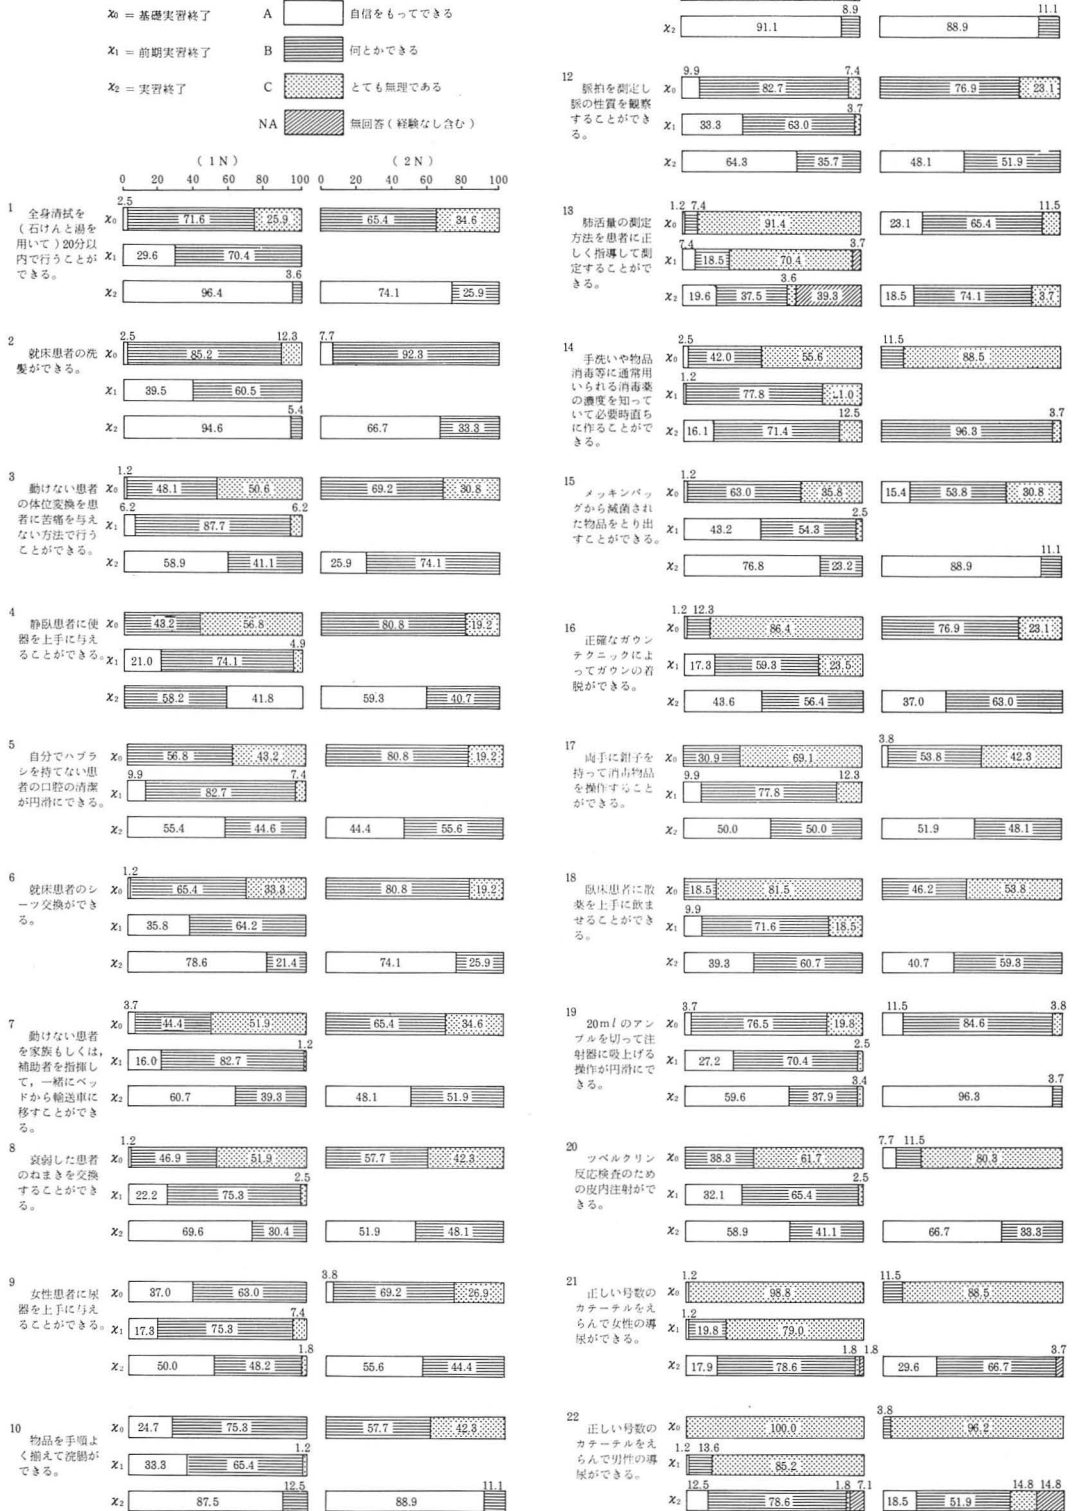 χ₀ = 基礎実習終了
χ₁ = 前期実習終了
χ₂ = 実習終了
A 自信をもってできる
B 何とかできる
C とても無理である
NA 無回答(経験なし含む)
(1N) (2N)
0 20 40 60 80 100 0 20 40 60 80 100
1 全身清拭を
(石けんと湯を
用いて)20分以
内で行うことが
できる。
χ₀ 2.5 71.6 25.9 65.4 34.6
χ₁ 29.6 70.4
χ₂ 96.4 3.6 74.1 25.9
2 就床患者の洗
髪ができる。
χ₀ 2.5 85.2 12.3 7.7 92.3
χ₁ 39.5 60.5
χ₂ 94.6 5.4 66.7 33.3
3 動けない患者
の体位変換を患
者に苦痛を与え
ない方法で行う
ことができる。
χ₀ 1.2 48.1 50.6 69.2 30.8
χ₁ 6.2 87.7 6.2
χ₂ 58.9 41.1 25.9 74.1
4 静臥患者に便
器を上手に与え
ることができる。
χ₀ 43.2 56.8 80.8 19.2
χ₁ 21.0 74.1 4.9
χ₂ 58.2 41.8 59.3 40.7
5 自分でハブラ
シを持てない患
者の口腔の清潔
が円滑にできる。
χ₀ 56.8 43.2 80.8 19.2
χ₁ 9.9 82.7 7.4
χ₂ 55.4 44.6 44.4 55.6
6 就床患者のシ
ーツ交換ができ
る。
χ₀ 1.2 65.4 33.3 80.8 19.2
χ₁ 35.8 64.2
χ₂ 78.6 21.4 74.1 25.9
7 動けない患者
を家族もしくは,
補助者を指揮し
て,一緒にベッ
ドから輸送車に
移すことができ
る。
χ₀ 3.7 44.4 51.9 65.4 34.6
χ₁ 16.0 82.7 1.2
χ₂ 60.7 39.3 48.1 51.9
8 衰弱した患者
のねまきを交換
することができ
る。
χ₀ 1.2 46.9 51.9 57.7 42.3
χ₁ 22.2 75.3 2.5
χ₂ 69.6 30.4 51.9 48.1
9 女性患者に尿
器を上手に与え
ることができる。
χ₀ 37.0 63.0 3.8 69.2 26.9
χ₁ 17.3 75.3 7.4
χ₂ 50.0 48.2 1.8 55.6 44.4
10 物品を手順よ
く揃えて浣腸が
できる。
χ₀ 24.7 75.3 57.7 42.3
χ₁ 33.3 65.4 1.2
χ₂ 87.5 12.5 88.9 11.1
χ₂ 91.1 8.9 88.9 11.1
12 脈拍を測定し
脈の性質を観察
することができ
る。
χ₀ 9.9 82.7 7.4 76.9 23.1
χ₁ 33.3 63.0 3.7
χ₂ 64.3 35.7 48.1 51.9
13 肺活量の測定
方法を患者に正
しく指導して測
定することがで
きる。
χ₀ 1.2 7.4 91.4 23.1 65.4 11.5
χ₁ 7.4 18.5 70.4 3.7
χ₂ 19.6 37.5 3.6 39.3 18.5 74.1 3.7
14 手洗いや物品
消毒等に通常用
いられる消毒薬
の濃度を知って
いて必要時直ち
に作ることがで
きる。
χ₀ 2.5 42.0 55.6 11.5 88.5
χ₁ 1.2 77.8
χ₂ 16.1 71.4 12.5 96.3 3.7
15 メッキンバッ
グから滅菌され
た物品をとり出
すことができる。
χ₀ 1.2 63.0 35.8 15.4 53.8 30.8
χ₁ 43.2 54.3 2.5
χ₂ 76.8 23.2 88.9 11.1
16 正確なガウン
テクニックによ
ってガウンの着
脱ができる。
χ₀ 1.2 12.3 86.4 76.9 23.1
χ₁ 17.3 59.3 23.5
χ₂ 43.6 56.4 37.0 63.0
17 両手に鉗子を
持って消毒物品
を操作すること
ができる。
χ₀ 30.9 69.1 3.8 53.8 42.3
χ₁ 9.9 77.8 12.3
χ₂ 50.0 50.0 51.9 48.1
18 臥床患者に散
薬を上手に飲ま
せることができ
る。
χ₀ 18.5 81.5 46.2 53.8
χ₁ 9.9 71.6 18.5
χ₂ 39.3 60.7 40.7 59.3
19 20mlのアン
プルを切って注
射器に吸上げる
操作が円滑にで
きる。
χ₀ 3.7 76.5 19.8 11.5 84.6 3.8
χ₁ 27.2 70.4 2.5
χ₂ 59.6 37.9 3.4 96.3 3.7
20 ツベルクリン
反応検査のため
の皮内注射がで
きる。
χ₀ 38.3 61.7 7.7 11.5 80.3
χ₁ 32.1 65.4 2.5
χ₂ 58.9 41.1 66.7 33.3
21 正しい号数の
カテーテルをえ
らんで女性の導
尿ができる。
χ₀ 1.2 98.8 11.5 88.5
χ₁ 1.2 19.8 79.0
χ₂ 17.9 78.6 1.8 1.8 29.6 66.7 3.7
22 正しい号数の
カテーテルをえ
らんで男性の導
尿ができる。
χ₀ 100.0 3.8 96.2
χ₁ 1.2 13.6 85.2
χ₂ 12.5 78.6 1.8 7.1 18.5 51.9 14.8 14.8